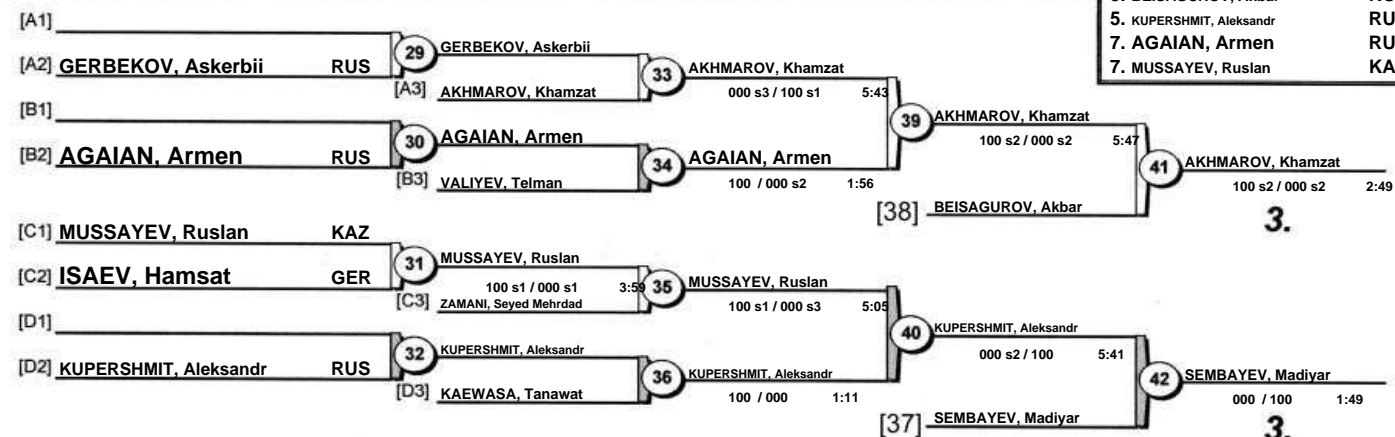 5. KUPERSHMIT, Aleksandr RU
7. AGAIAN, Armen RU
7. MUSSAYEV, Ruslan KA
[A1]
[A2] GERBEKOV, Askerbii RUS
29
GERBEKOV, Askerbii
[A3] AKHMAROV, Khamzat
33
AKHMAROV, Khamzat
000 s3 / 100 s1 5:43
[B1]
[B2] AGAIAN, Armen RUS
30
AGAIAN, Armen
[B3] VALIYEV, Telman
34
AGAIAN, Armen
100 / 000 s2 1:56
39
AKHMAROV, Khamzat
100 s2 / 000 s2 5:47
[38] BEISAGUROV, Akbar
41
AKHMAROV, Khamzat
100 s2 / 000 s2 2:49
3.
[C1] MUSSAYEV, Ruslan KAZ
[C2] ISAEV, Hamsat GER
31
MUSSAYEV, Ruslan
100 s1 / 000 s1 3:59
[C3] ZAMANI, Seyed Mehrdad
35
MUSSAYEV, Ruslan
100 s1 / 000 s3 5:05
[D1]
[D2] KUPERSHMIT, Aleksandr RUS
32
KUPERSHMIT, Aleksandr
[D3] KAEWASA, Tanawat
36
KUPERSHMIT, Aleksandr
100 / 000 1:11
40
KUPERSHMIT, Aleksandr
000 s2 / 100 5:41
[37] SEMBAYEV, Madiyar
42
SEMBAYEV, Madiyar
000 / 100 1:49
3.